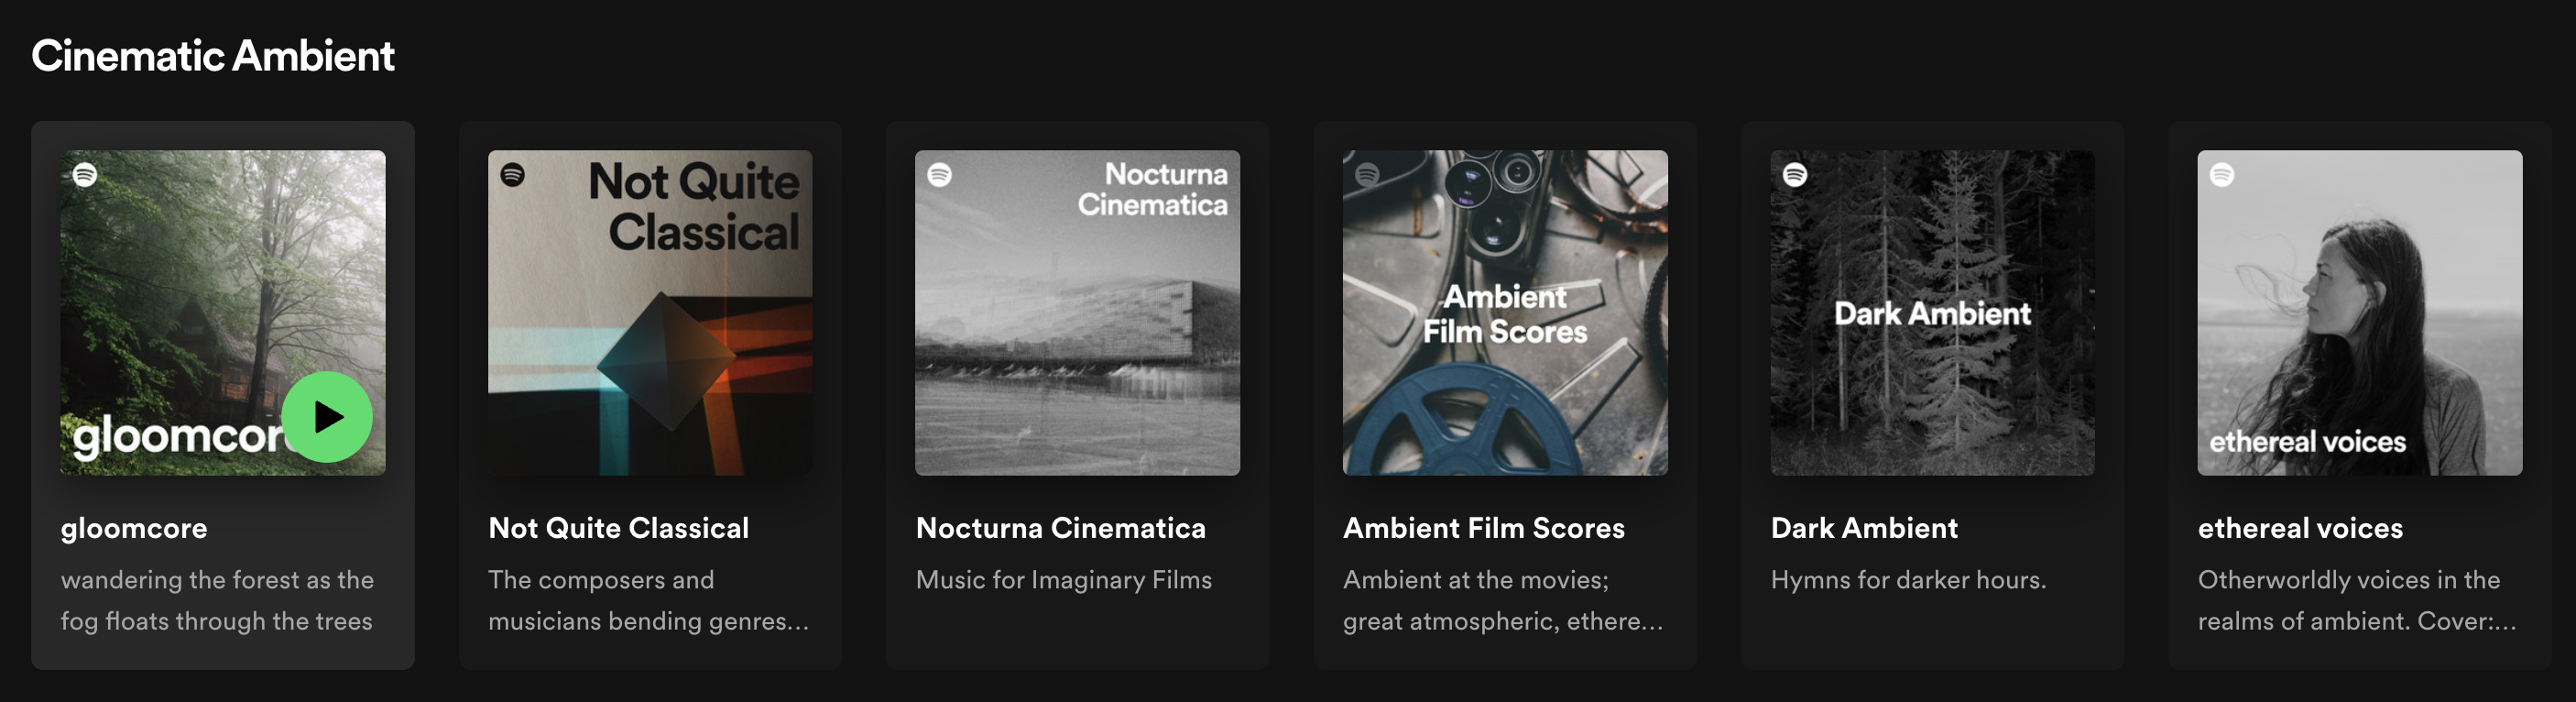 Cinematic Ambient
gloomcor
gloomcore
wandering the forest as the
fog floats through the trees
Not Quite
Classical
Not Quite Classical
The composers and
musicians bending genres...
Nocturna
Cinematica
Nocturna Cinematica
Music for Imaginary Films
Ambient
Film Scores
Ambient Film Scores
Ambient at the movies;
great atmospheric, ethere...
Dark Ambient
Dark Ambient
Hymns for darker hours.
ethereal voices
ethereal voices
Otherworldly voices in the
realms of ambient. Cover:...